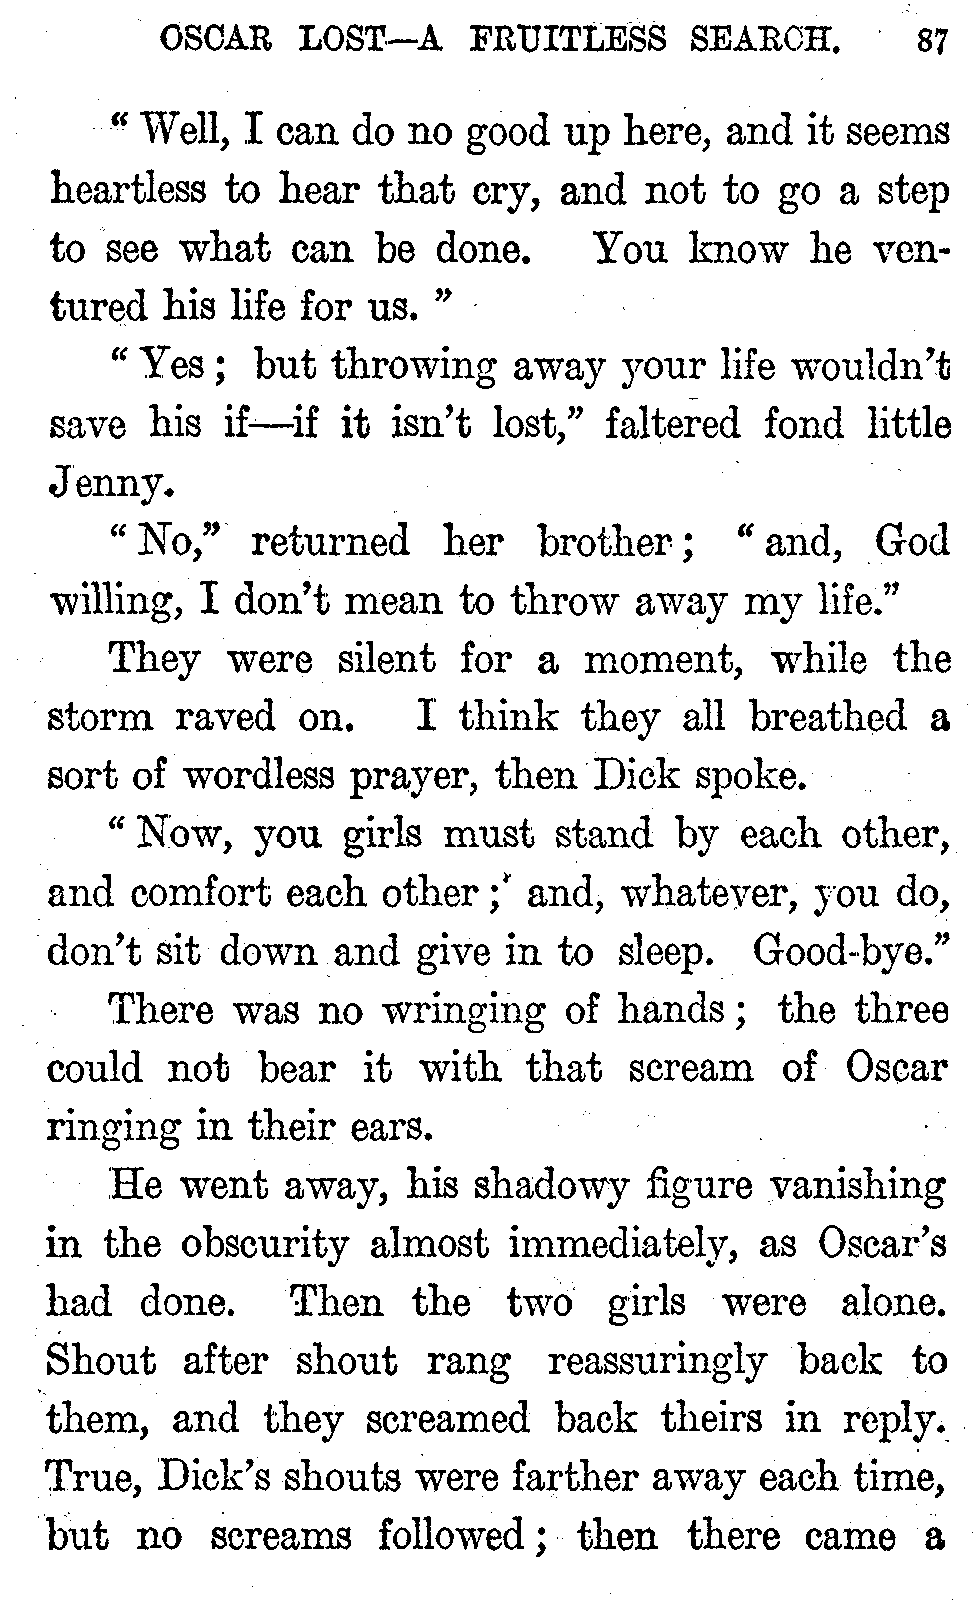 OSCAR LOST—A FRUITLESS SEARCH. 87
“ Well, I can do no good up here, and it seems
heartless to hear that cry, and not to go a step
to see what can be done. You know he ven-
tured his life for us. ”
“ Yes ; but throwing away your life wouldn’t
save his if—if it isn’t lost,” faltered fond little
Jenny.
“ No,” returned her brother ; “ and, God
willing, I don’t mean to throw away my life.”
They were silent for a moment, while the
storm raved on. I think they all breathed a
sort of wordless prayer, then Dick spoke.
“ Now, you girls must stand by each other,
and comfort each other ; and, whatever, you do,
don’t sit down and give in to sleep. Good-bye.”
There was no wringing of hands ; the three
could not bear it with that scream of Oscar
ringing in their ears.
He went away, his shadowy figure vanishing
in the obscurity almost immediately, as Oscar’s
had done. Then the two girls were alone.
Shout after shout rang reassuringly back to
them, and they screamed back theirs in reply.
True, Dick’s shouts were farther away each time,
but no screams followed ; then there came a